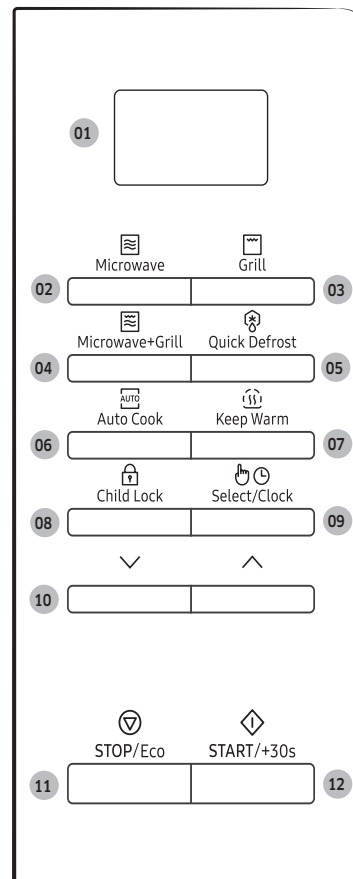 01
Microwave Grill
02 03
Microwave+Grill Quick Defrost
04 05
AUTO
Auto Cook Keep Warm
06 07
Child Lock Select/Clock
08 09
10
STOP/Eco START/+30s
11 12